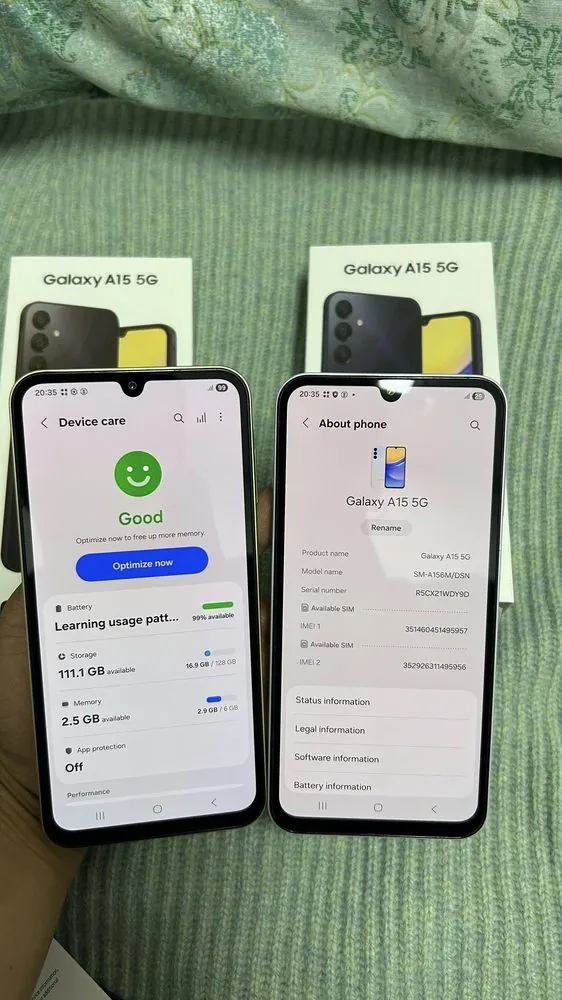 Galaxy A15 5G
Galaxy A15 5G
20:35
99
Device care
Good
Optimize now to free up more memory.
Optimize now
Battery
Learning usage patt...
99% available
Storage
111.1 GB available
16.9 GB / 128 GB
Memory
2.5 GB available
2.9 GB / 6 GB
App protection
Off
Performance
20:35
25
About phone
Galaxy A15 5G
Rename
Product name Galaxy A15 5G
Model name SM-A156M/DSN
Serial number R5CX21WDY9D
Available SIM
IMEI 1 351460451495957
Available SIM
IMEI 2 352926311495956
Status information
Legal information
Software information
Battery information